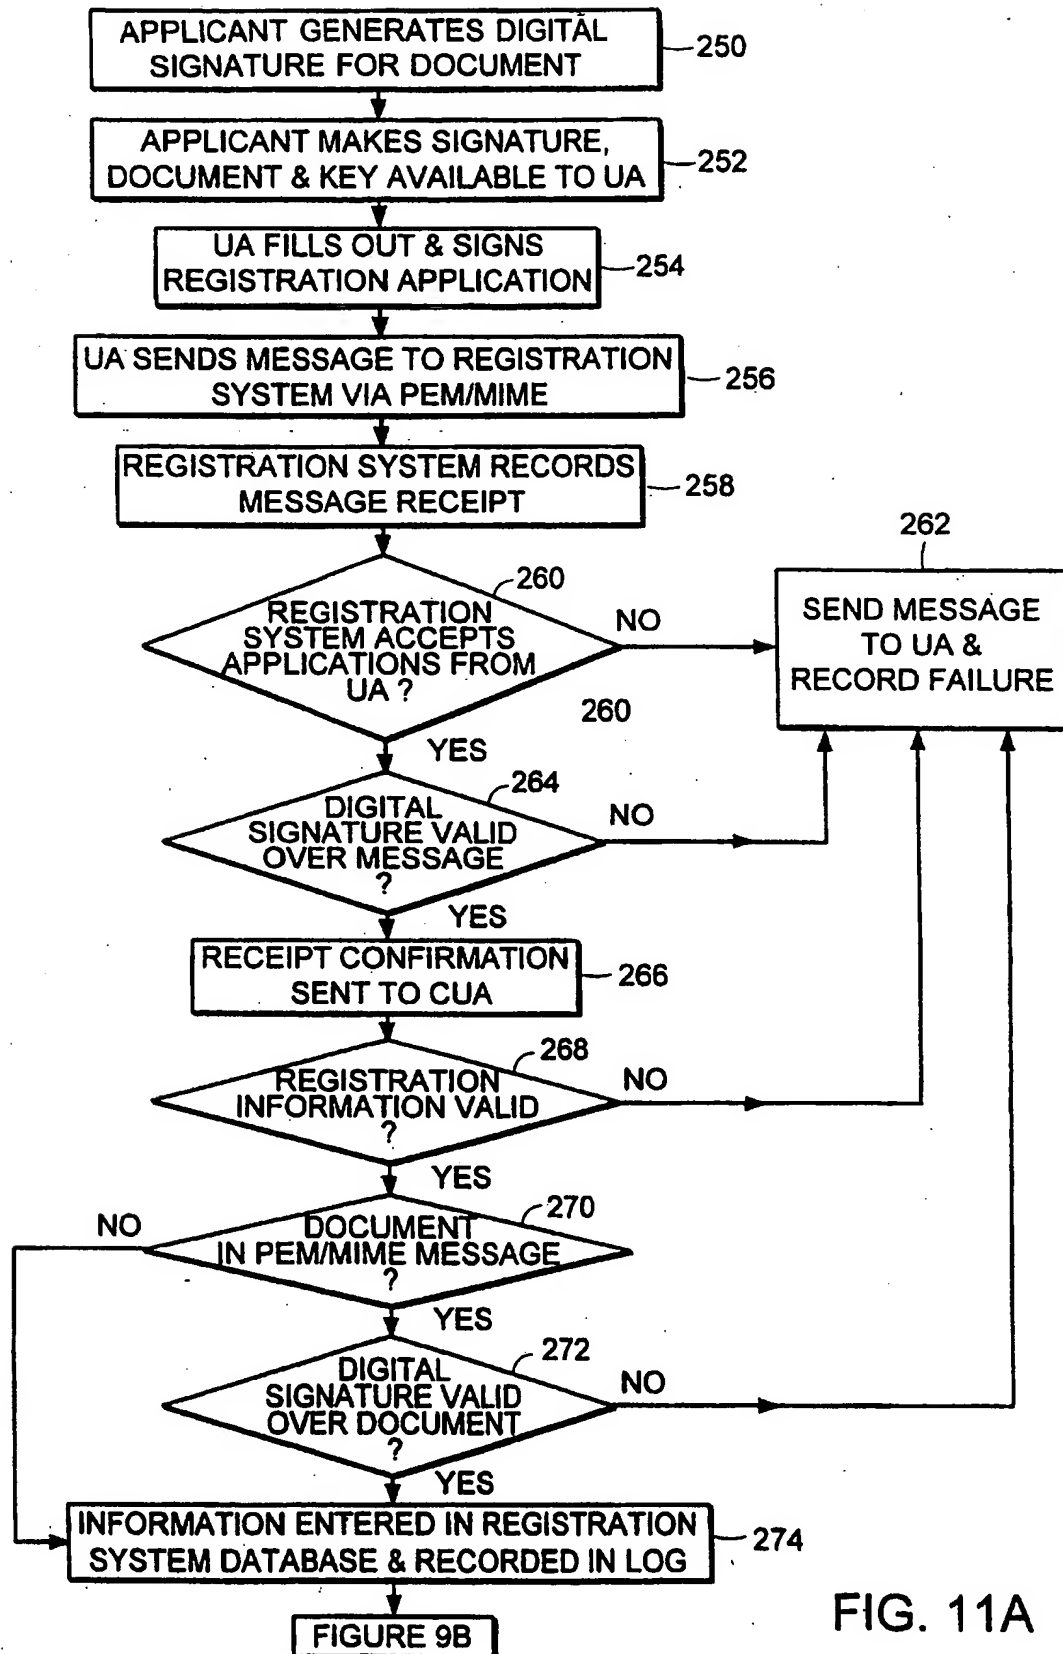 APPLICANT GENERATES DIGITAL
SIGNATURE FOR DOCUMENT
250
APPLICANT MAKES SIGNATURE,
DOCUMENT & KEY AVAILABLE TO UA
252
UA FILLS OUT & SIGNS
REGISTRATION APPLICATION
254
UA SENDS MESSAGE TO REGISTRATION
SYSTEM VIA PEM/MIME
256
REGISTRATION SYSTEM RECORDS
MESSAGE RECEIPT
258
260
REGISTRATION
SYSTEM ACCEPTS
APPLICATIONS FROM
UA ?
NO
262
SEND MESSAGE
TO UA &
RECORD FAILURE
260
YES
264
DIGITAL
SIGNATURE VALID
OVER MESSAGE
?
NO
YES
RECEIPT CONFIRMATION
SENT TO CUA
266
268
REGISTRATION
INFORMATION VALID
?
NO
YES
270
NO
DOCUMENT
IN PEM/MIME MESSAGE
?
YES
272
DIGITAL
SIGNATURE VALID
OVER DOCUMENT
?
NO
YES
INFORMATION ENTERED IN REGISTRATION
SYSTEM DATABASE & RECORDED IN LOG
274
FIGURE 9B
FIG. 11A